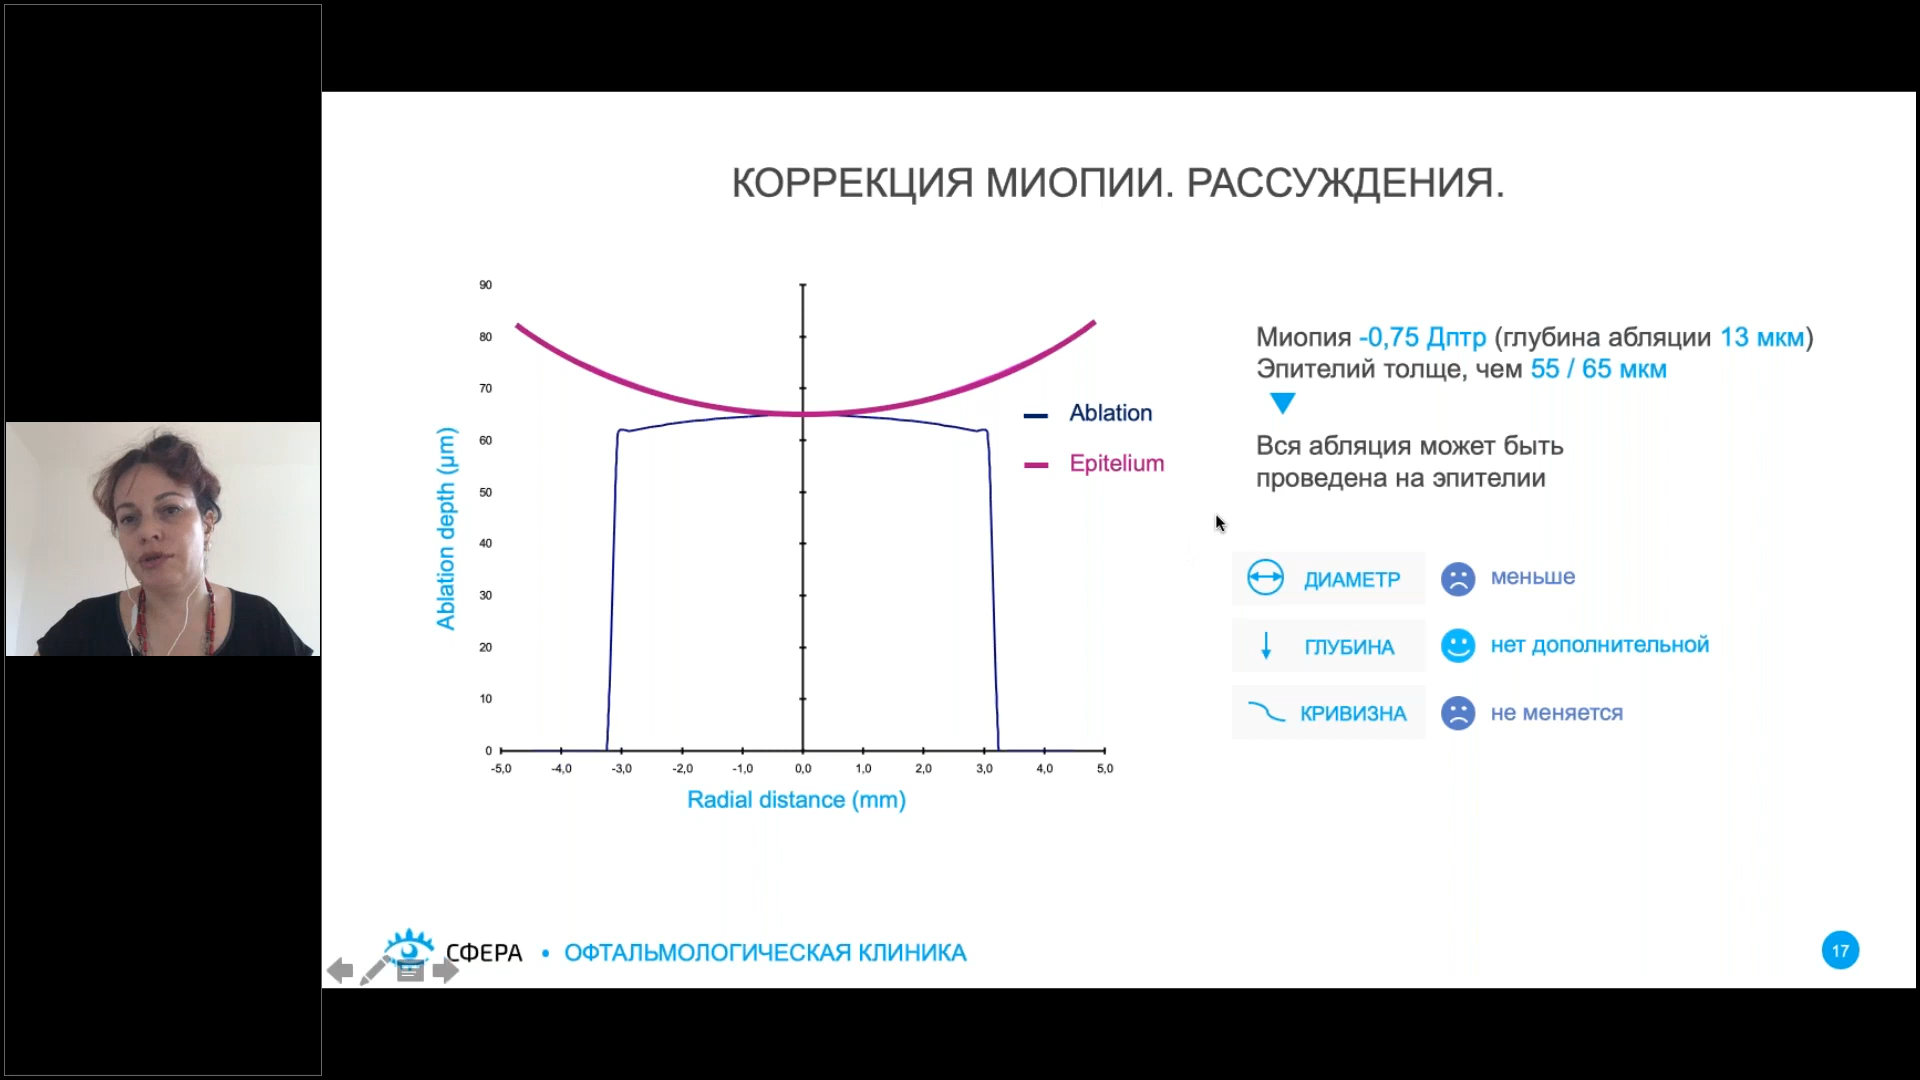 КОРРЕКЦИЯ МИОПИИ. РАССУЖДЕНИЯ.
90
80
70
60
50
40
30
20
10
0
-5,0 -4,0 -3,0 -2,0 -1,0 0,0 1,0 2,0 3,0 4,0 5,0
Ablation depth (µm)
Radial distance (mm)
Ablation
Epitelium
Миопия -0,75 Дптр (глубина абляции 13 мкм)
Эпителий толще, чем 55 / 65 мкм
Вся абляция может быть
проведена на эпителии
ДИАМЕТР меньше
ГЛУБИНА нет дополнительной
КРИВИЗНА не меняется
СФЕРА • ОФТАЛЬМОЛОГИЧЕСКАЯ КЛИНИКА
17